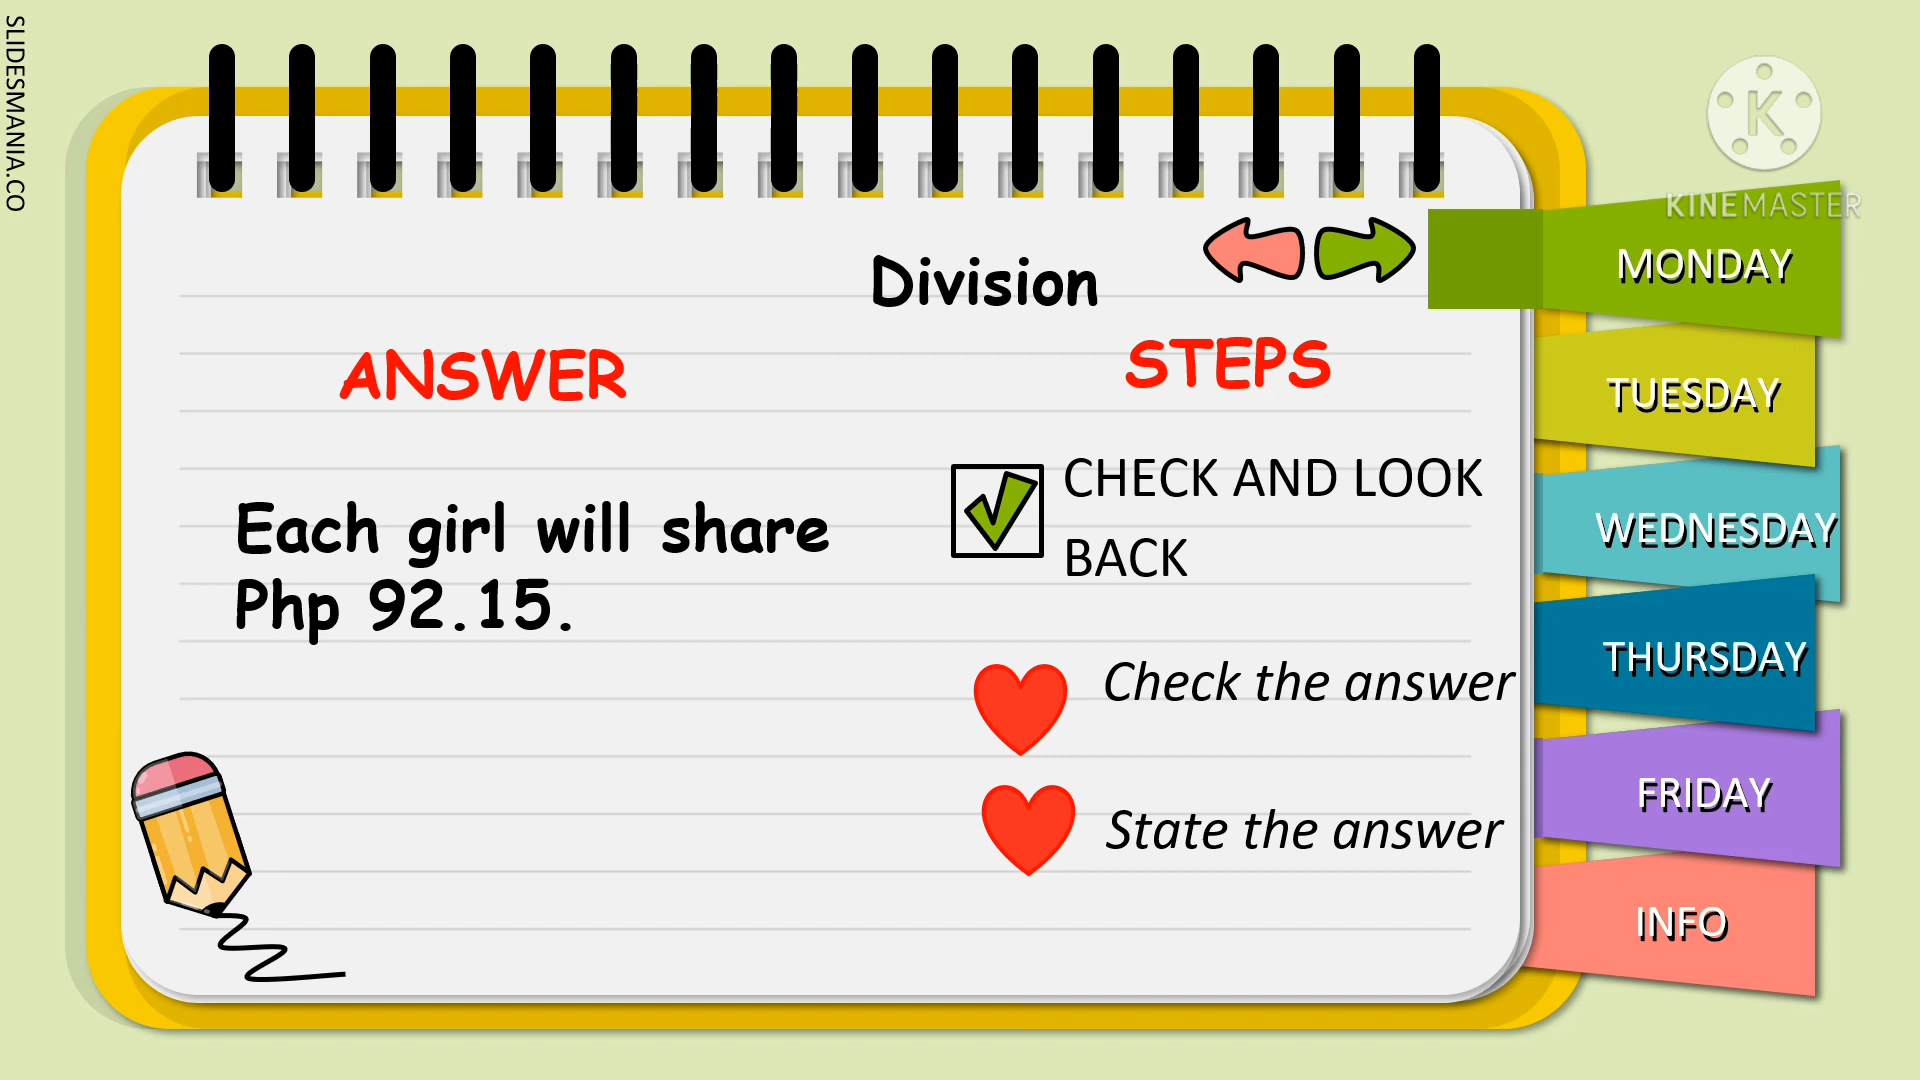 SLIDESMANIA.CO
K
KINEMASTER
Division
ANSWER
STEPS
Each girl will share
Php 92.15.
CHECK AND LOOK
BACK
Check the answer
State the answer
MONDAY
TUESDAY
WEDNESDAY
THURSDAY
FRIDAY
INFO